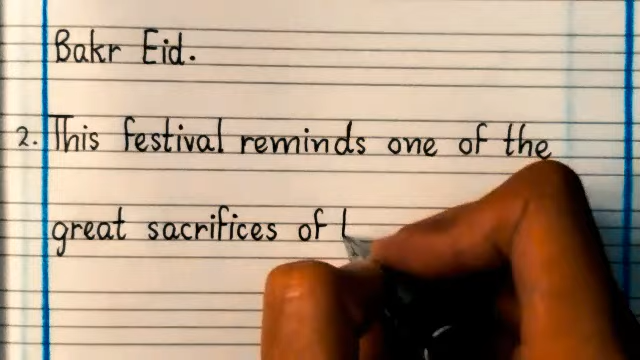 Bakr Eid.
2. This festival reminds one of the
great sacrifices of